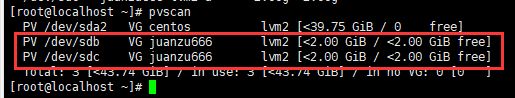 [root@localhost ~]# pvscan
PV /dev/sda2 VG centos lvm2 [<39.75 GiB / 0 free]
PV /dev/sdb VG juanzu666 lvm2 [<2.00 GiB / <2.00 GiB free]
PV /dev/sdc VG juanzu666 lvm2 [<2.00 GiB / <2.00 GiB free]
Total: 3 [<43.74 GiB] / in use: 3 [<43.74 GiB] / in no VG: 0 [0 ]
[root@localhost ~]#